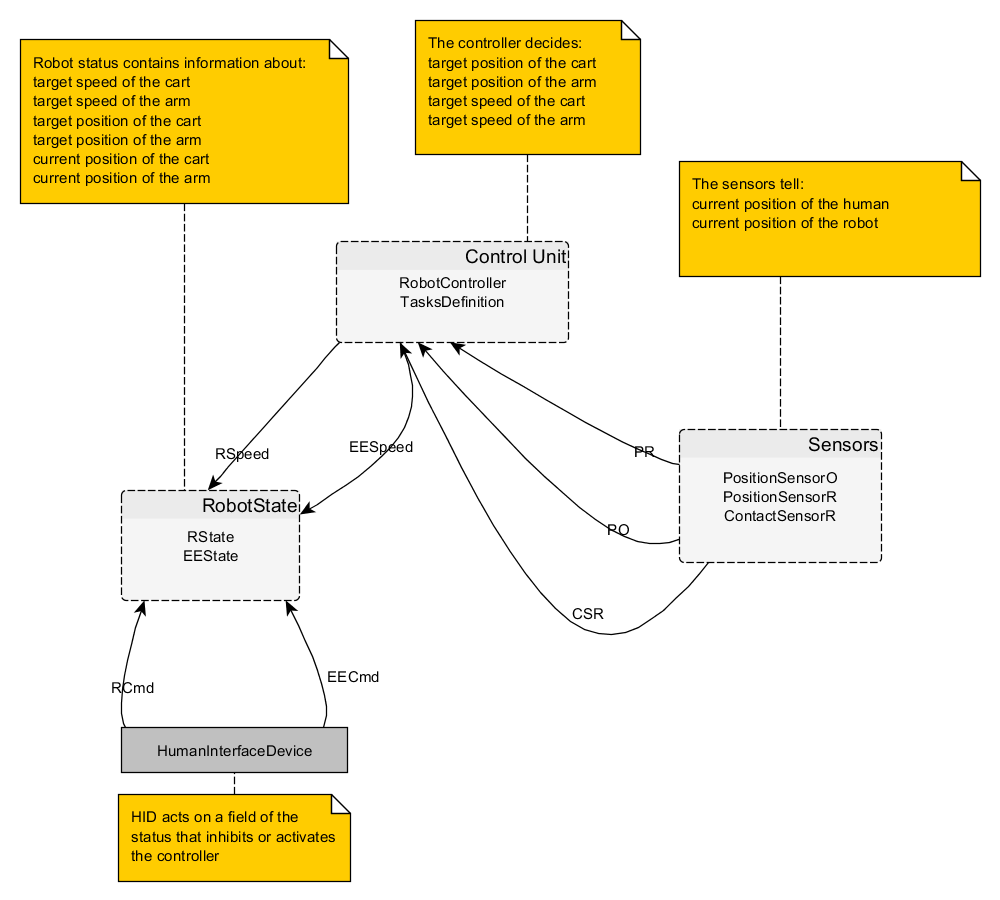 The controller decides:
target position of the cart
target position of the arm
target speed of the cart
target speed of the arm
Robot status contains information about:
target speed of the cart
target speed of the arm
target position of the cart
target position of the arm
current position of the cart
current position of the arm
The sensors tell:
current position of the human
current position of the robot
Control Unit
RobotController
TasksDefinition
RSpeed
EESpeed
PR
Sensors
PositionSensorO
PositionSensorR
ContactSensorR
RobotState
RState
EEState
PO
CSR
RCmd
EECmd
HumanInterfaceDevice
HID acts on a field of the
status that inhibits or activates
the controller